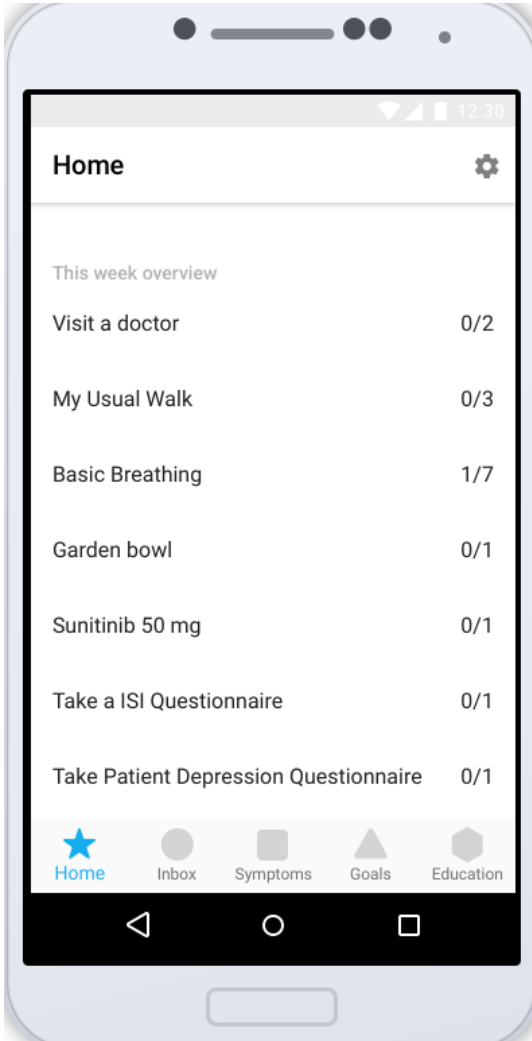 12:30
Home
This week overview
Visit a doctor 0/2
My Usual Walk 0/3
Basic Breathing 1/7
Garden bowl 0/1
Sunitinib 50 mg 0/1
Take a ISI Questionnaire 0/1
Take Patient Depression Questionnaire 0/1
Home Inbox Symptoms Goals Education